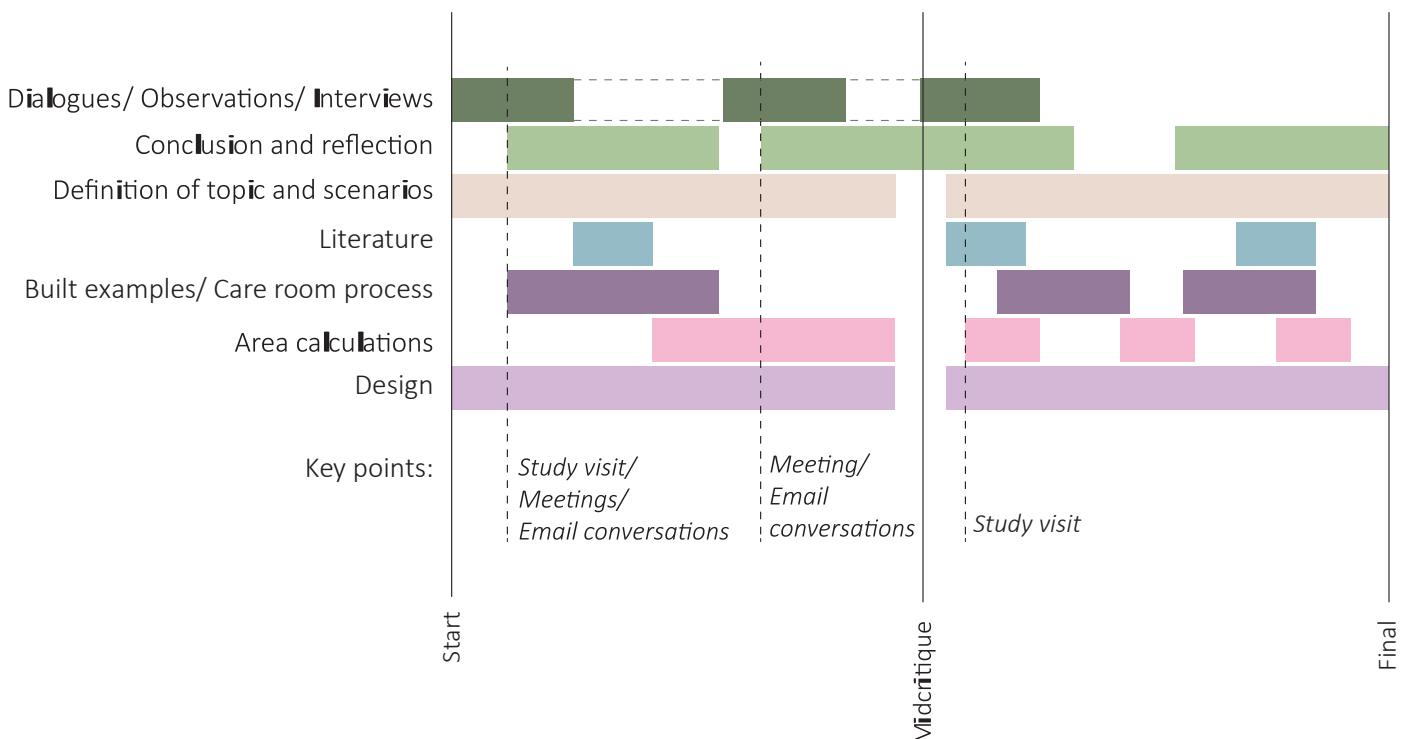 Dialogues/ Observations/ Interviews
Conclusion and reflection
Definition of topic and scenarios
Literature
Built examples/ Care room process
Area calculations
Design
Key points:
Study visit/
Meetings/
Email conversations
Meeting/
Email
conversations
Study visit
Start
Midcritique
Final